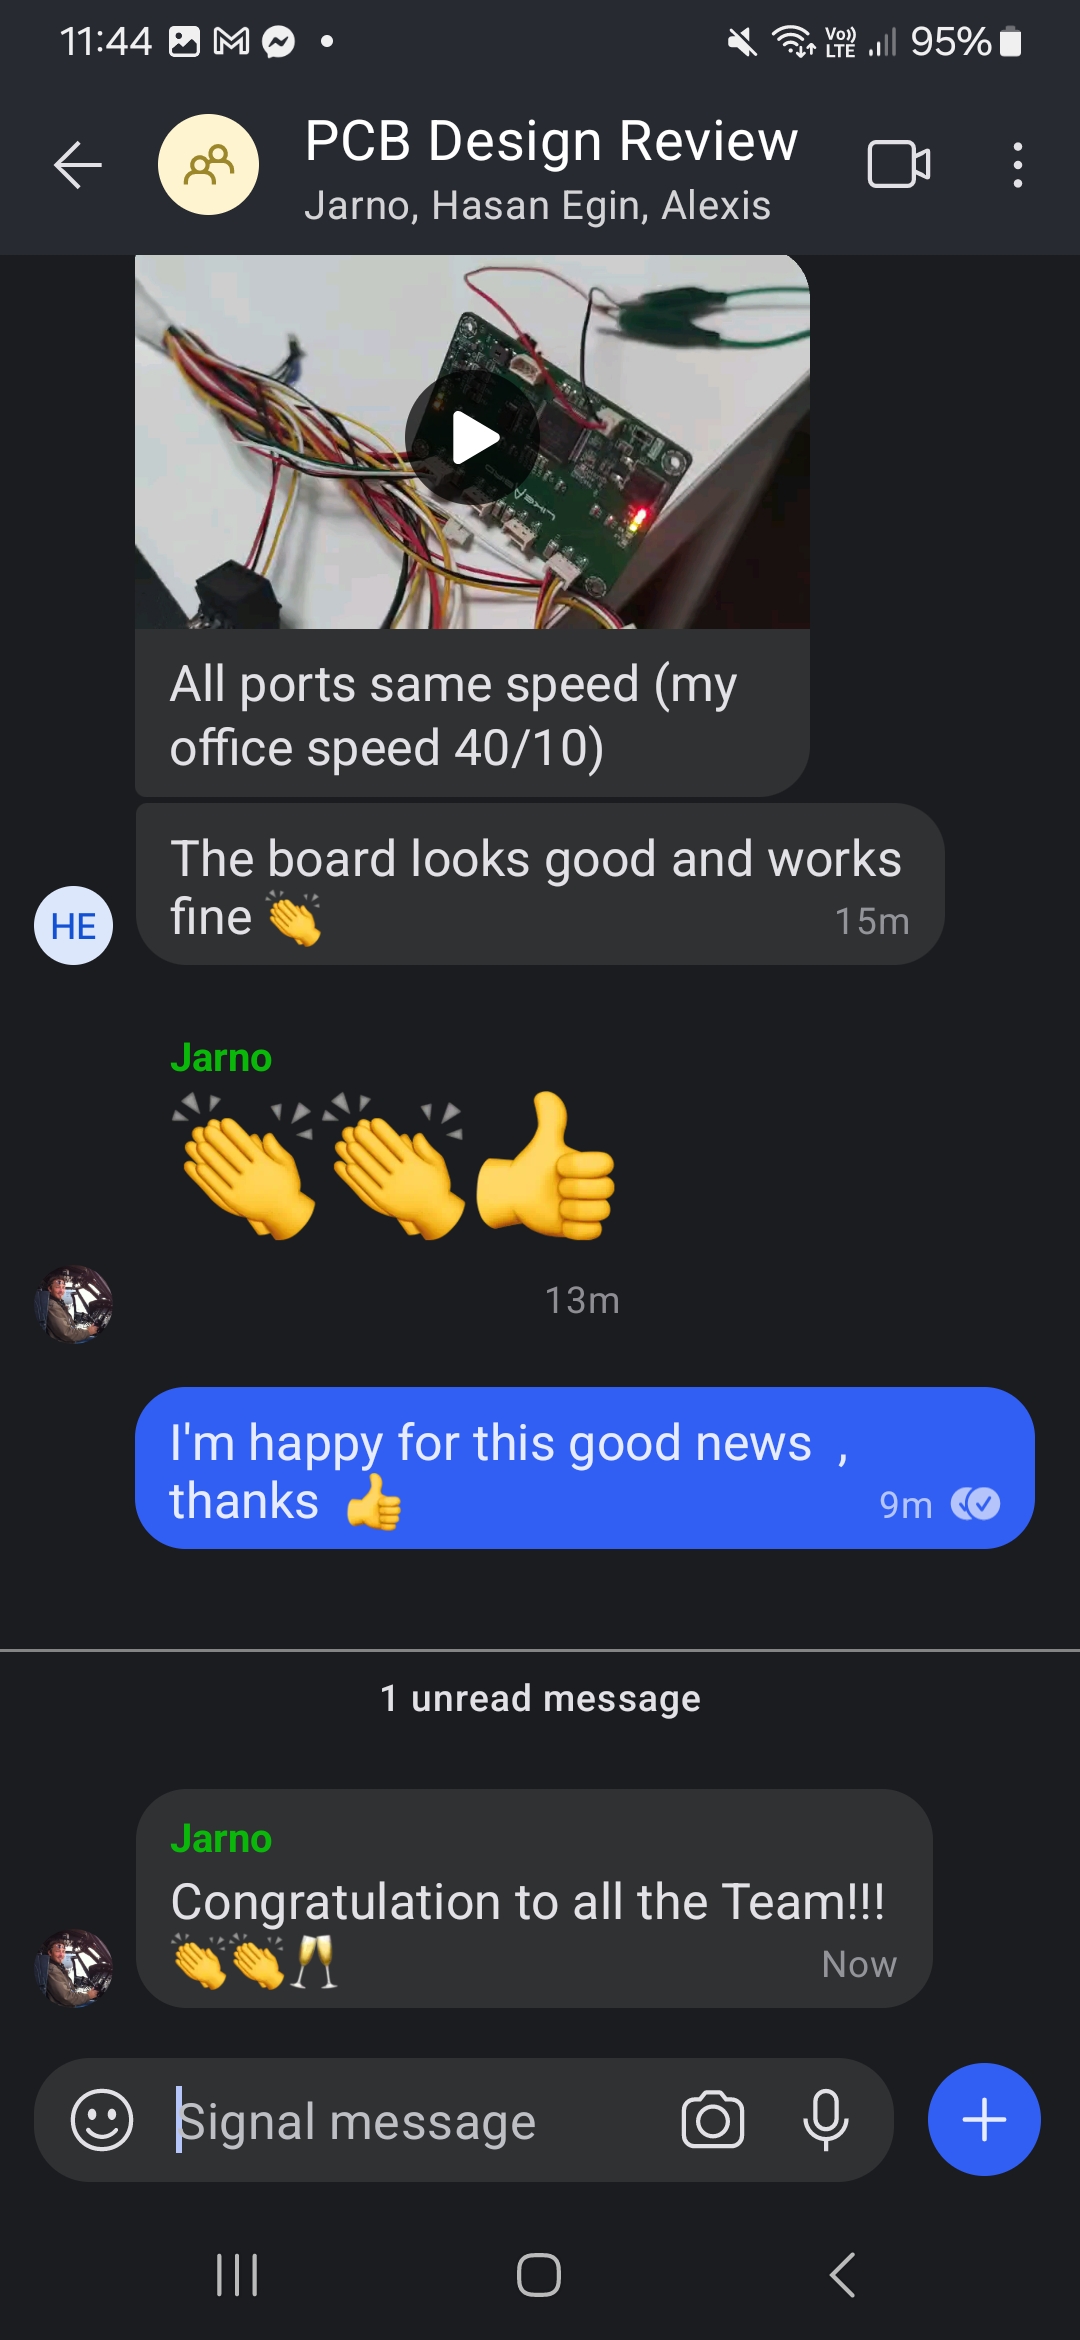 11:44
Vo))
LTE
95%
PCB Design Review
Jarno, Hasan Egin, Alexis
All ports same speed (my
office speed 40/10)
The board looks good and works
fine 👏
15m
HE
Jarno
👏👏👍
13m
I'm happy for this good news  ,
thanks  👍
9m
1 unread message
Jarno
Congratulation to all the Team!!!
👏👏🥂
Now
Signal message